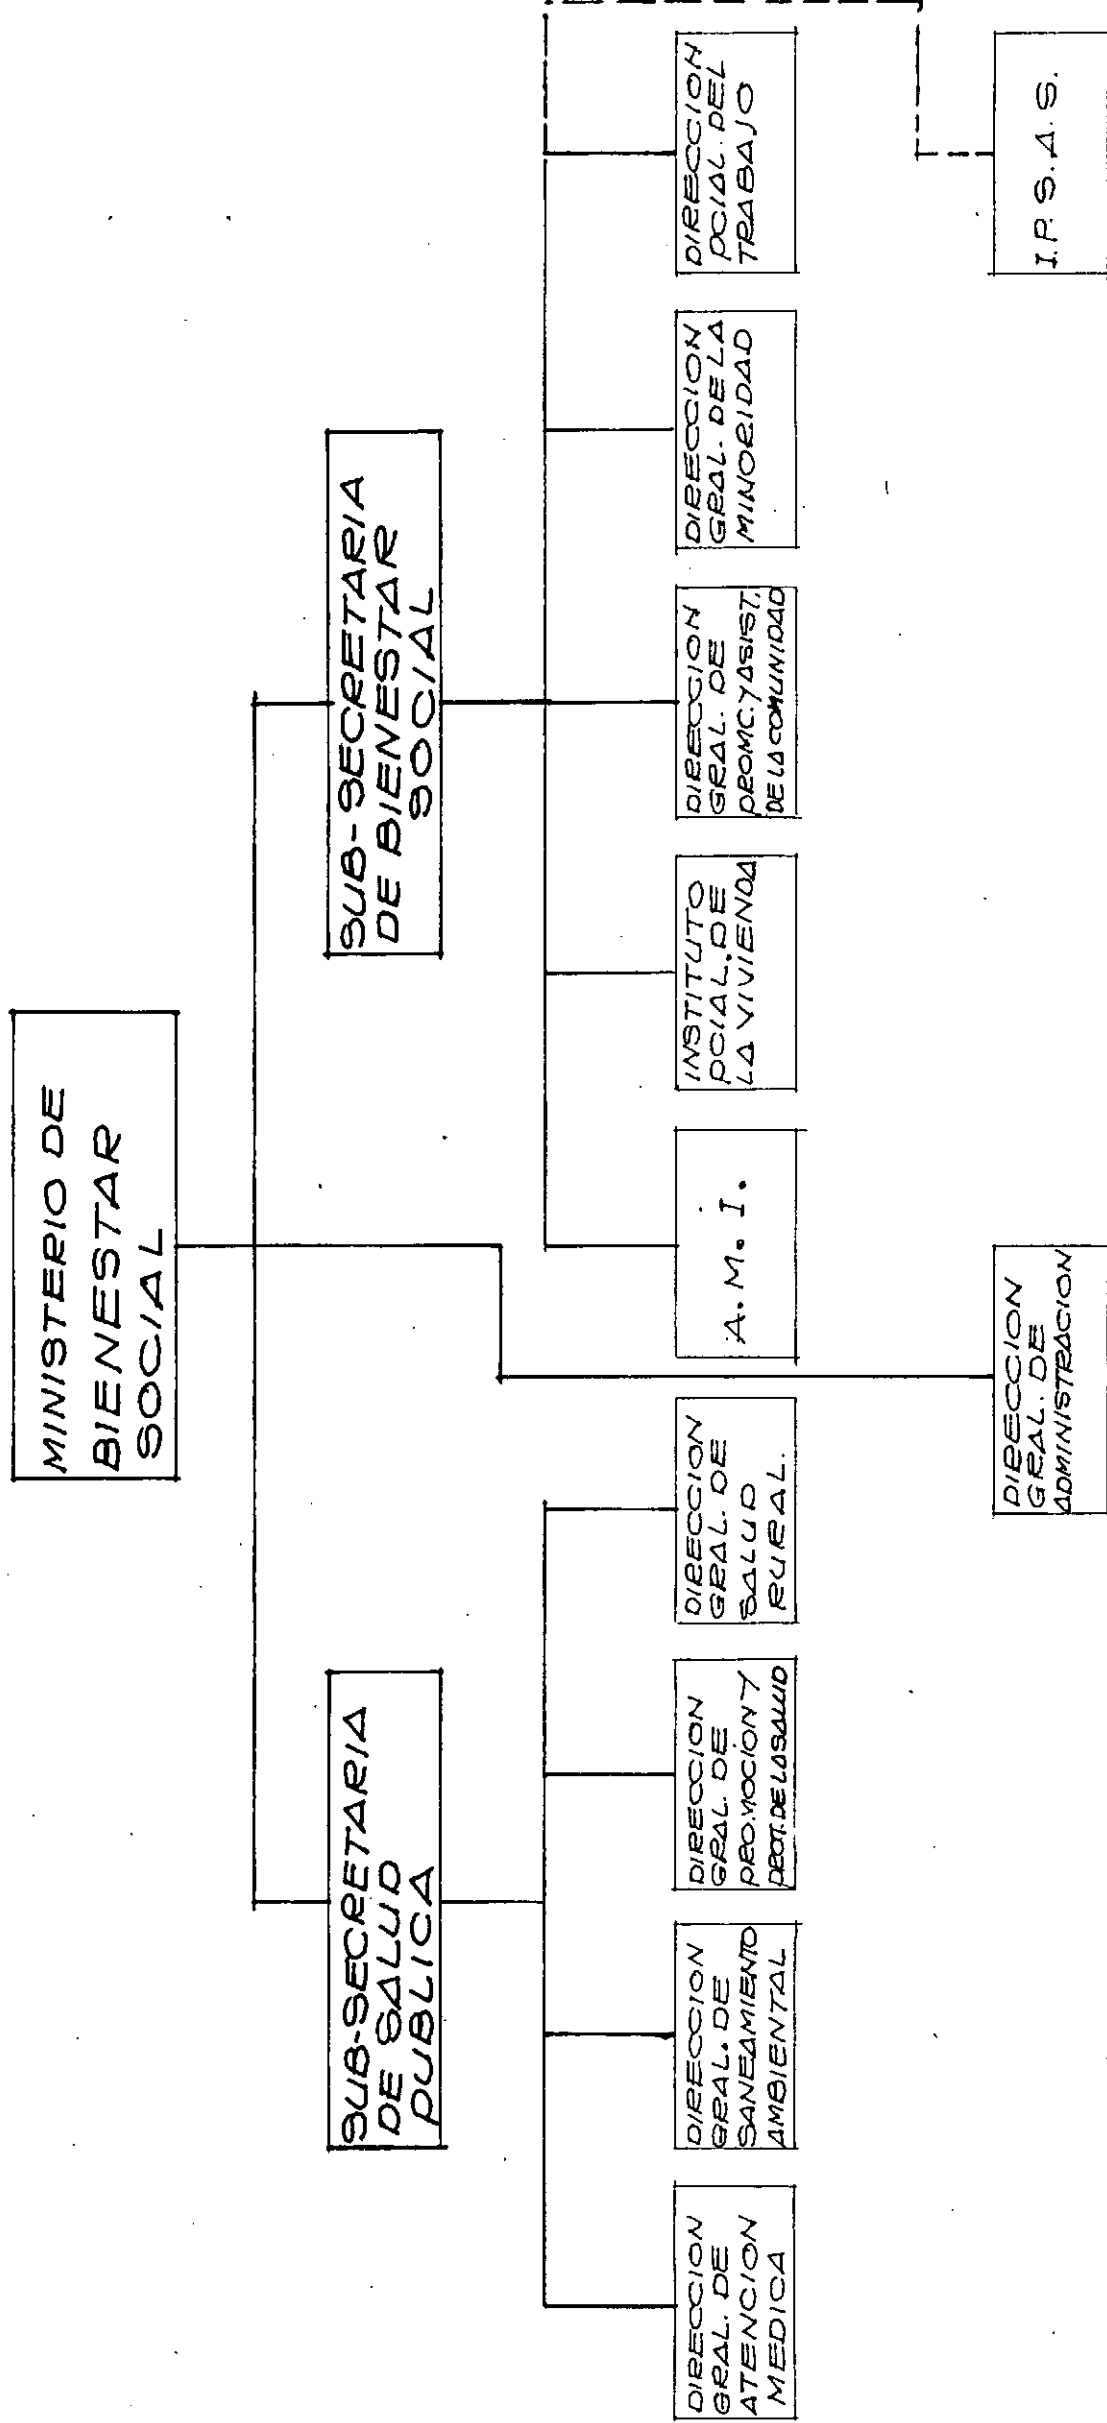 MINISTERIO DE
BIENESTAR
SOCIAL
SUB-SECRETARIA
DE SALUD
PUBLICA
SUB-SECRETARIA
DE BIENESTAR
SOCIAL
DIRECCION
GRAL. DE
ATENCION
MEDICA
DIRECCION
GRAL. DE
SANEAMIENTO
AMBIENTAL
DIRECCION
GRAL. DE
PROMOCION Y
PROT. DE LA SALUD
DIRECCION
GRAL. DE
SALUD
RURAL.
A. M. I.
INSTITUTO
PCIAL. DE
LA VIVIENDA
DIRECCION
GRAL. DE
PROMC. Y ASIST.
DE LA COMUNIDAD
DIRECCION
GRAL. DE LA
MINORIDAD
DIRECCION
PCIAL. DEL
TRABAJO
DIRECCION
GRAL. DE
ADMINISTRACION
I. P. S. A. S.